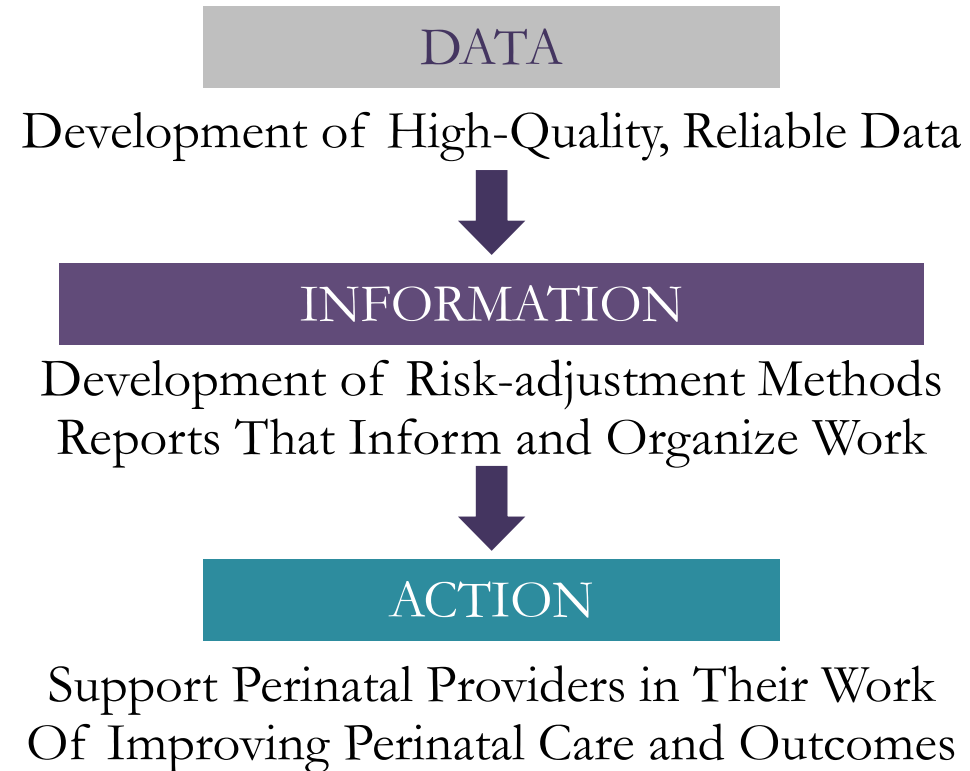 DATA
Development of High-Quality, Reliable Data
INFORMATION
Development of Risk-adjustment Methods
Reports That Inform and Organize Work
ACTION
Support Perinatal Providers in Their Work
Of Improving Perinatal Care and Outcomes